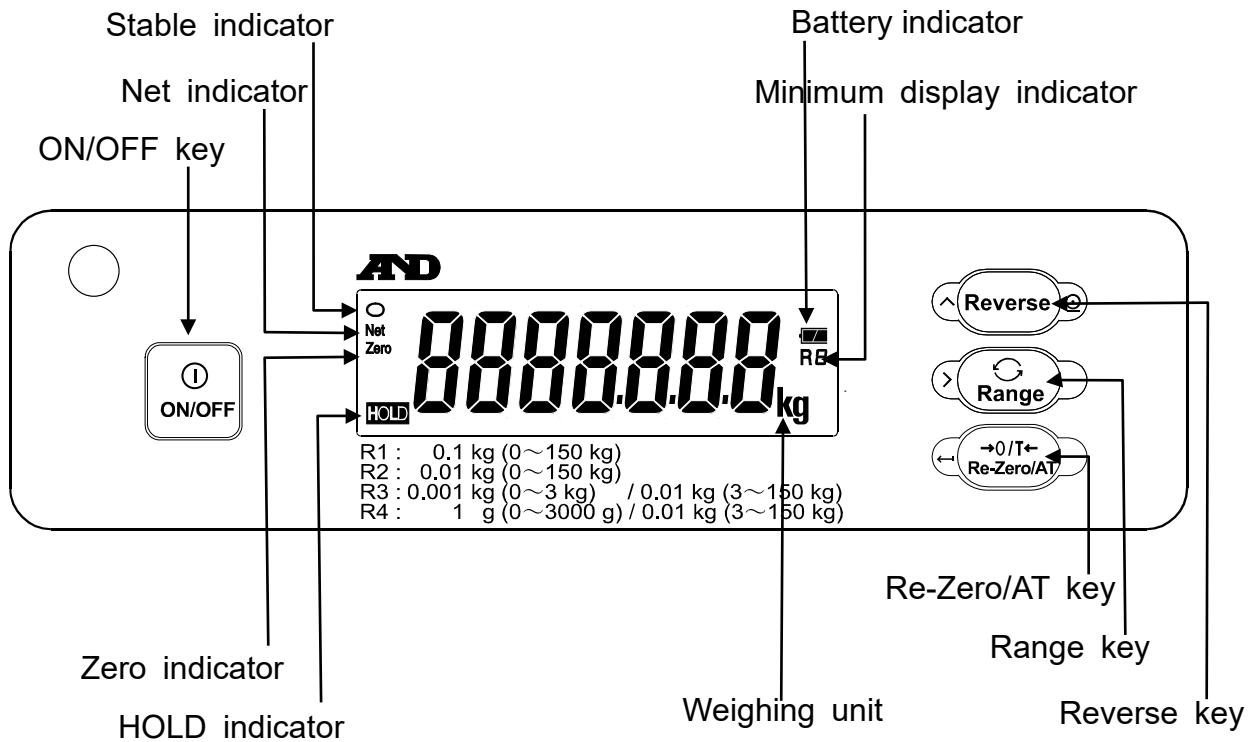 Stable indicator
Battery indicator
Net indicator
Minimum display indicator
ON/OFF key
AND
Net
Zero
8888888
R8
HOLD
kg
ON/OFF
Reverse
Range
→0/T←
Re-Zero/AT
R1 : 0.1 kg (0～150 kg)
R2 : 0.01 kg (0～150 kg)
R3 : 0.001 kg (0～3 kg) / 0.01 kg (3～150 kg)
R4 : 1 g (0～3000 g) / 0.01 kg (3～150 kg)
Re-Zero/AT key
Range key
Zero indicator
Weighing unit
Reverse key
HOLD indicator